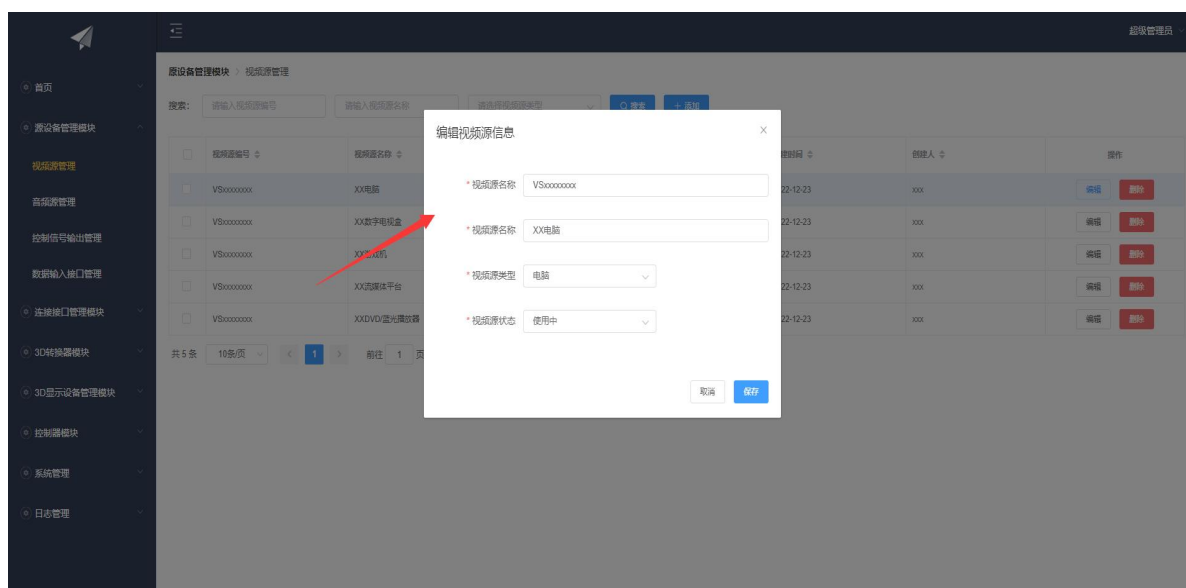 超级管理员
首页
源设备管理模块
视频源管理
音频源管理
控制信号输出管理
数据输入接口管理
连接接口管理模块
3D转换器模块
3D显示设备管理模块
控制器模块
系统管理
日志管理
原设备管理模块 > 视频源管理
搜索: 请输入视频源编号 请输入视频源名称 请选择视频源类型 搜索 + 添加
视频源编号 视频源名称 建时间 创建人 操作
VSxxxxxxxx XX电脑 22-12-23 xxx 编辑 删除
VSxxxxxxxx XX数字电视盒 22-12-23 xxx 编辑 删除
VSxxxxxxxx XX游戏机 22-12-23 xxx 编辑 删除
VSxxxxxxxx XX流媒体平台 22-12-23 xxx 编辑 删除
VSxxxxxxxx XXDVD/蓝光播放器 22-12-23 xxx 编辑 删除
共5条 10条/页 < 1 > 前往 1 页
编辑视频源信息 ×
* 视频源名称 VSxxxxxxxx
* 视频源名称 XX电脑
* 视频源类型 电脑
* 视频源状态 使用中
取消 保存